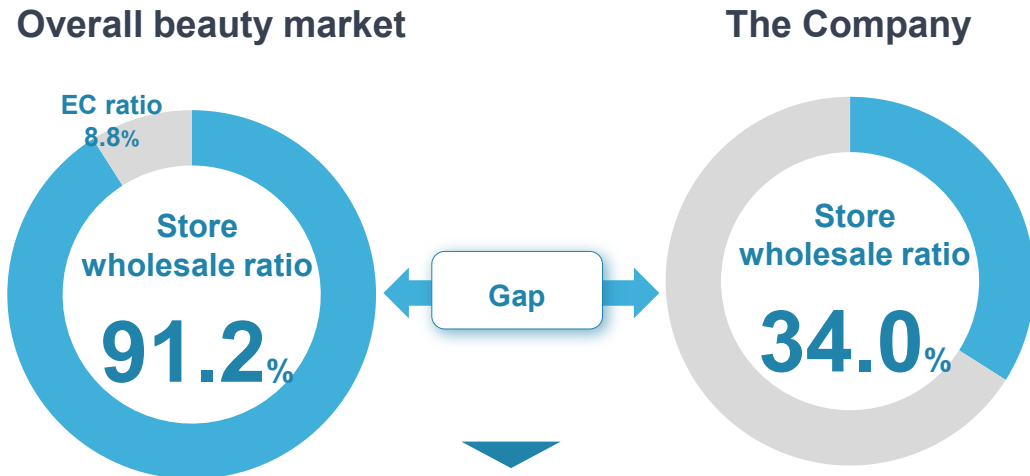 Overall beauty market
The Company
EC ratio
8.8%
Store
wholesale ratio
91.2%
Gap
Store
wholesale ratio
34.0%